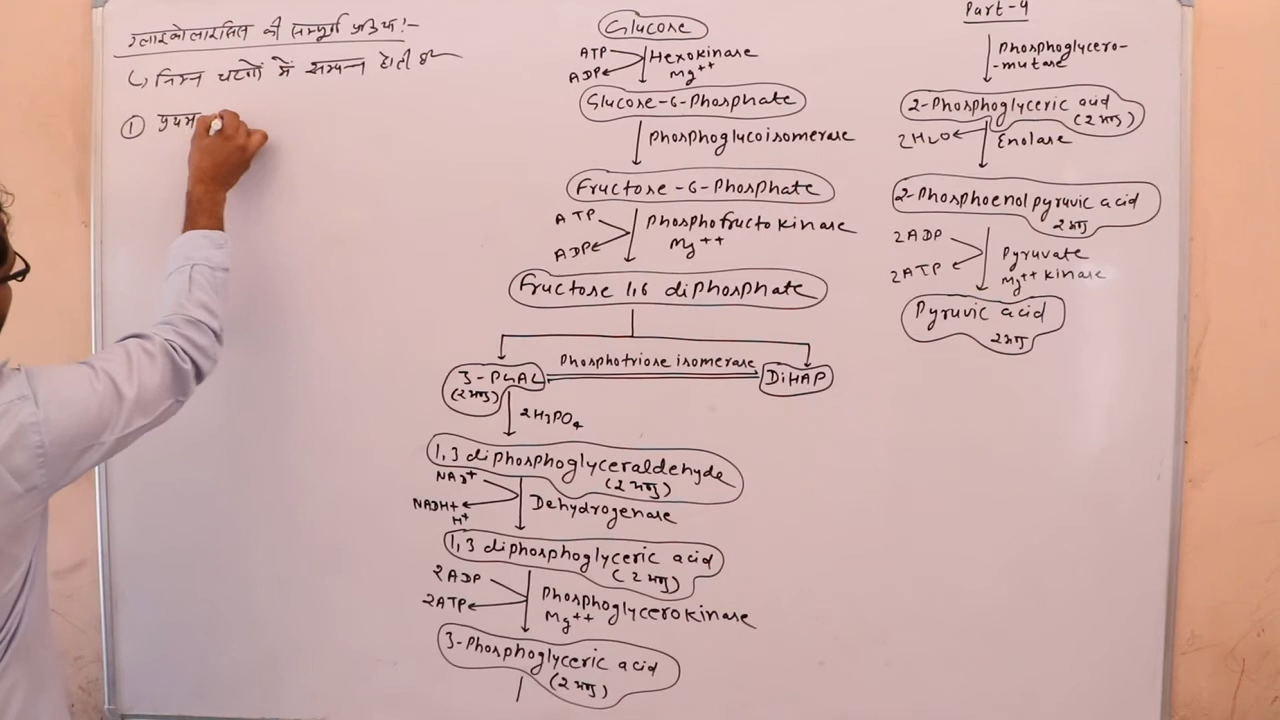 ग्लाइकोलाइसिस की सम्पूर्ण प्रक्रिया :-
निम्न चरणों में सम्पन्न होती है
① प्रथम
Glucose
ATP
ADP
Hexokinase
Mg++
Glucose-6-Phosphate
Phosphoglucoisomerase
Fructose-6-Phosphate
ATP
ADP
Phosphofructokinase
Mg++
Fructose 1,6 diphosphate
Phosphotriose isomerase
3-PGAL
(2 अणु)
DiHAP
2H3PO4
1,3 diphosphoglyceraldehyde
(2 अणु)
NAD+
NADH+
H+
Dehydrogenase
1,3 diphosphoglyceric acid
(2 अणु)
2ADP
2ATP
Phosphoglycerokinase
Mg++
3-Phosphoglyceric acid
(2 अणु)
Part-4
Phosphoglycero-
-mutase
2-Phosphoglyceric acid
(2 अणु)
2H2O
Enolase
2-Phosphoenolpyruvic acid
2 अणु
2ADP
2ATP
Pyruvate
Mg++ kinase
Pyruvic acid
2 अणु